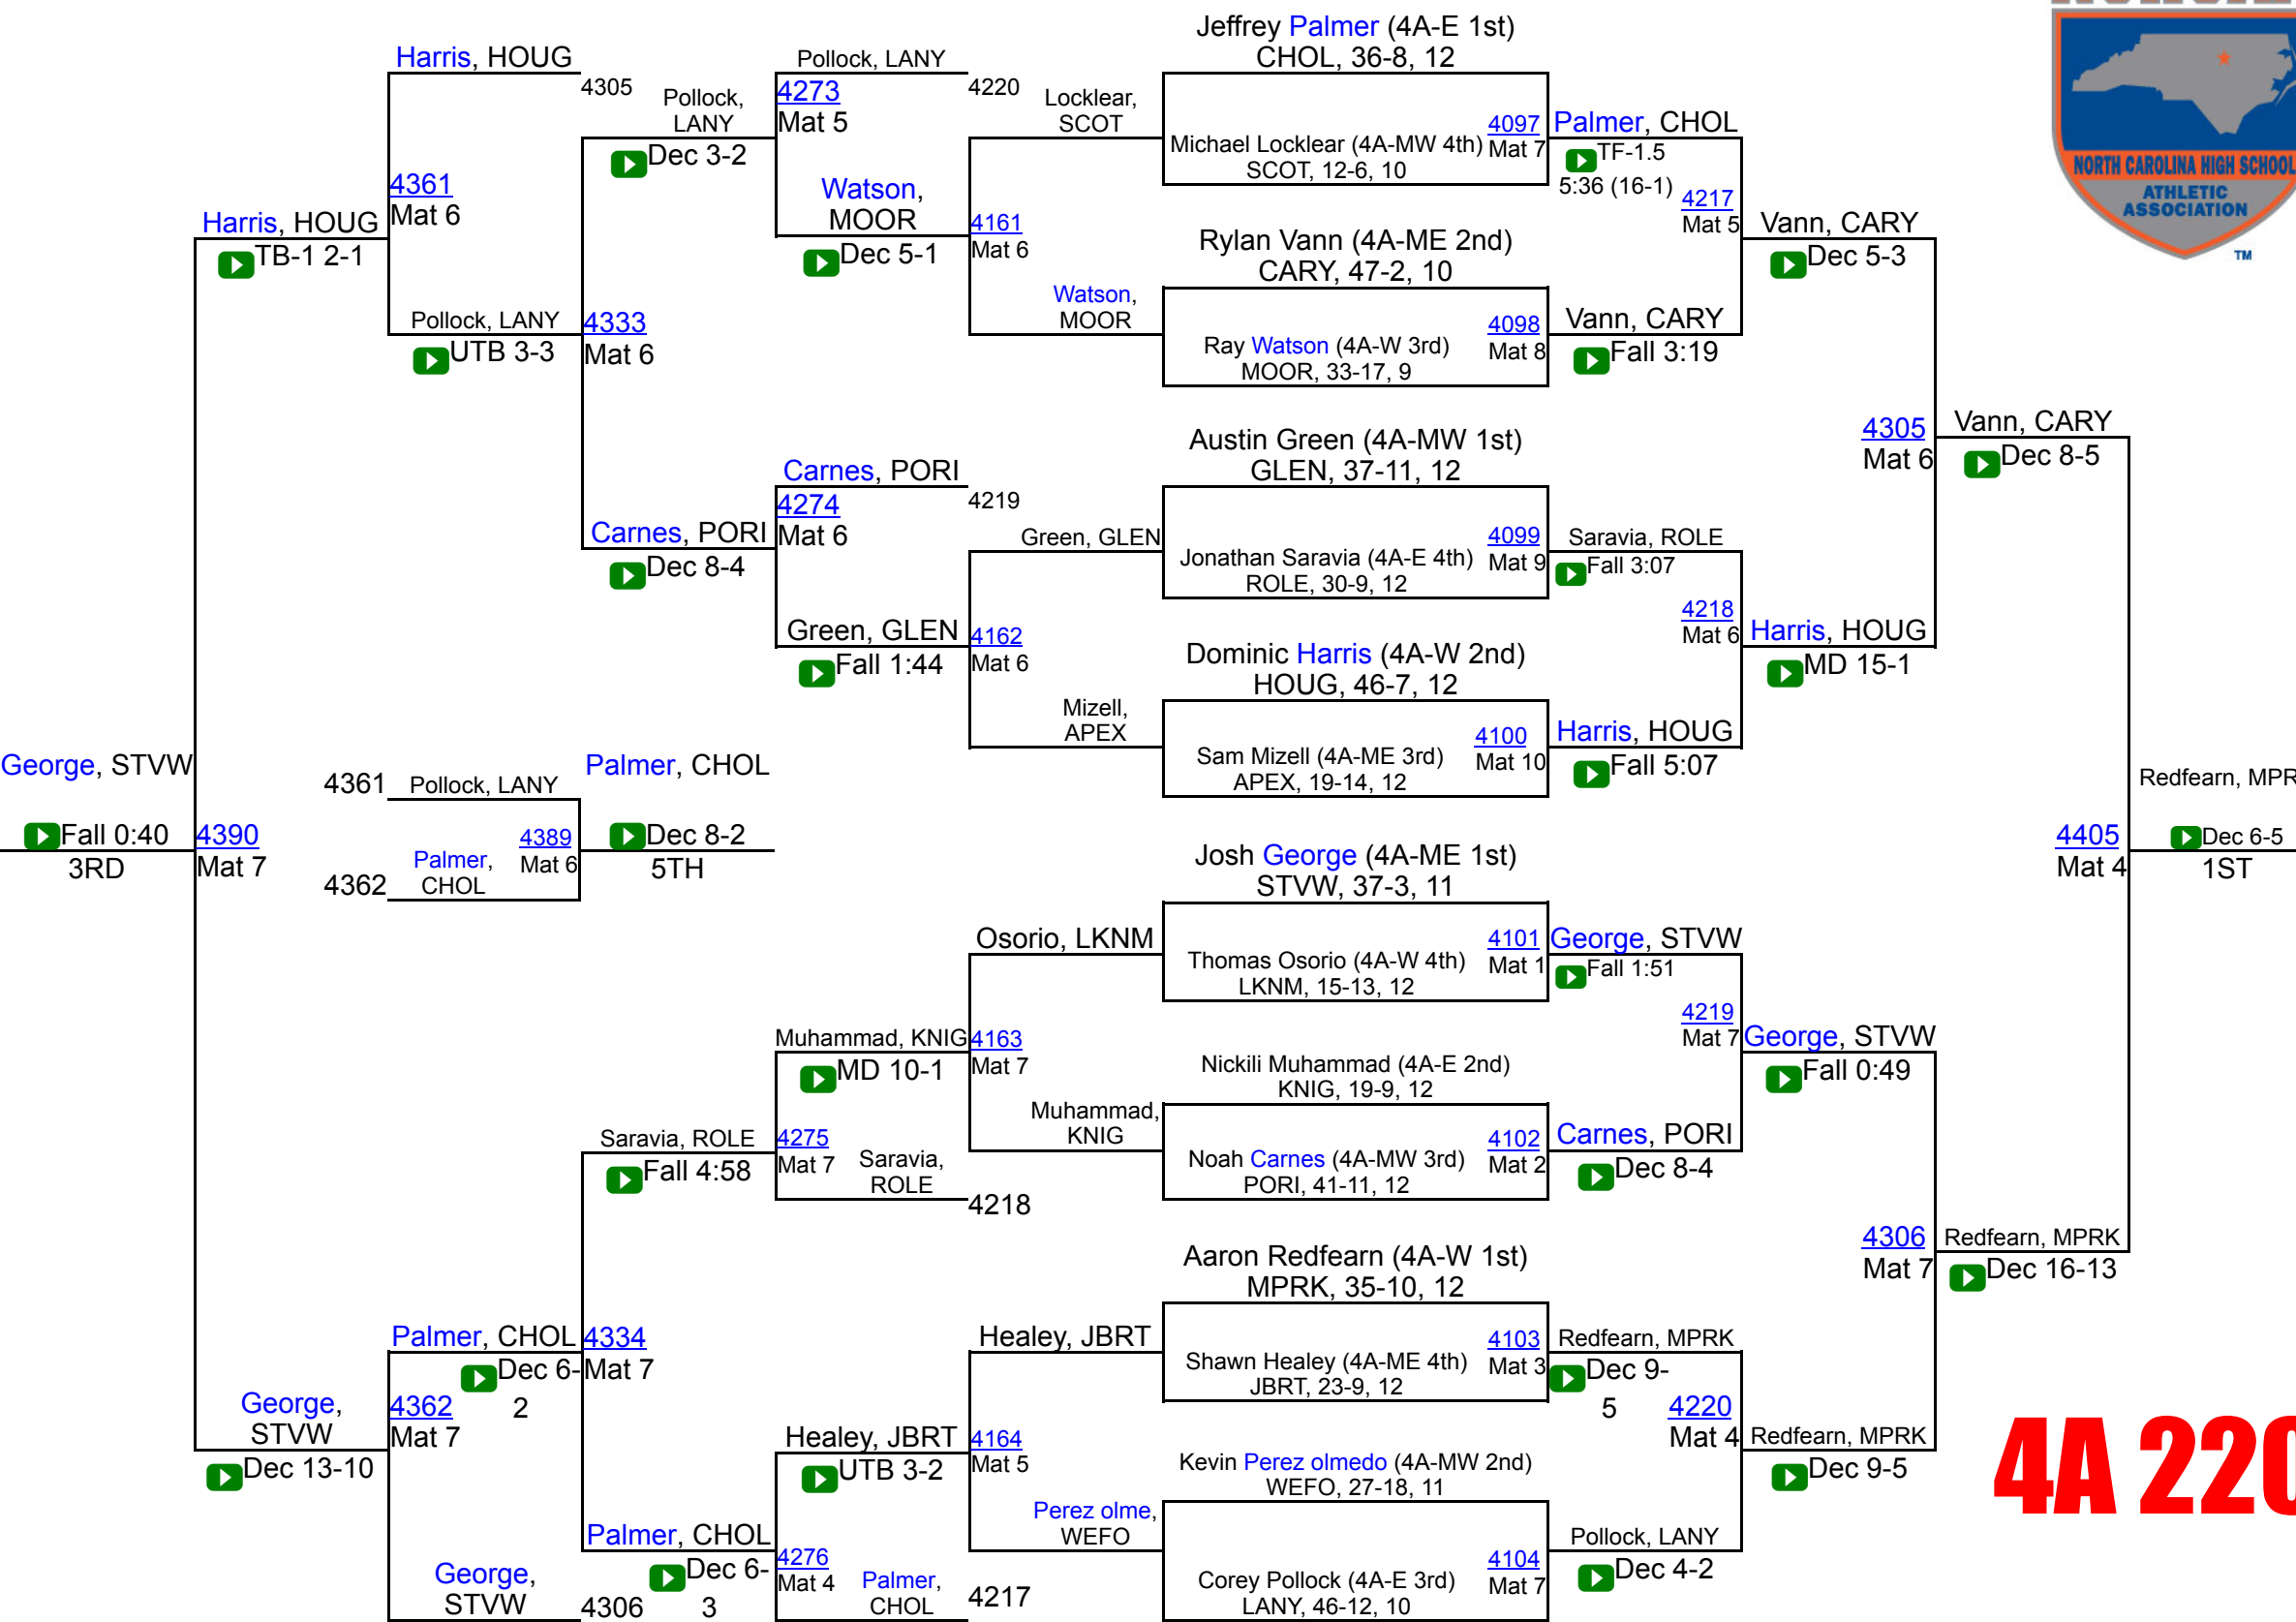 Harris, HOUG
4305
4361
Mat 6
Harris, HOUG
TB-1 2-1
Pollock, LANY
UTB 3-3
4333
Mat 6
Pollock,
LANY
Dec 3-2
Pollock, LANY
4220
4273
Mat 5
Watson,
MOOR
Dec 5-1
4161
Mat 6
Locklear,
SCOT
Watson,
MOOR
Carnes, PORI
4219
4274
Mat 6
Carnes, PORI
Dec 8-4
Green, GLEN
Fall 1:44
4162
Mat 6
Green, GLEN
Mizell,
APEX
George, STVW
Fall 0:40
3RD
4390
Mat 7
4361
Pollock, LANY
4362
Palmer,
CHOL
4389
Mat 6
Palmer, CHOL
Dec 8-2
5TH
Osorio, LKNM
Muhammad, KNIG
MD 10-1
4163
Mat 7
Muhammad,
KNIG
Saravia, ROLE
Fall 4:58
4275
Mat 7
Saravia,
ROLE
4218
Palmer, CHOL
Dec 6-
2
4334
Mat 7
George,
STVW
Dec 13-10
4362
Mat 7
George,
STVW
4306
Palmer, CHOL
Dec 6-
3
Healey, JBRT
UTB 3-2
4276
Mat 4
Palmer,
CHOL
4217
Healey, JBRT
4164
Mat 5
Perez olme,
WEFO
Jeffrey Palmer (4A-E 1st)
CHOL, 36-8, 12
4097
Mat 7
Michael Locklear (4A-MW 4th)
SCOT, 12-6, 10
Rylan Vann (4A-ME 2nd)
CARY, 47-2, 10
4098
Mat 8
Ray Watson (4A-W 3rd)
MOOR, 33-17, 9
Austin Green (4A-MW 1st)
GLEN, 37-11, 12
4099
Mat 9
Jonathan Saravia (4A-E 4th)
ROLE, 30-9, 12
Dominic Harris (4A-W 2nd)
HOUG, 46-7, 12
4100
Mat 10
Sam Mizell (4A-ME 3rd)
APEX, 19-14, 12
Josh George (4A-ME 1st)
STVW, 37-3, 11
4101
Mat 1
Thomas Osorio (4A-W 4th)
LKNM, 15-13, 12
Nickili Muhammad (4A-E 2nd)
KNIG, 19-9, 12
4102
Mat 2
Noah Carnes (4A-MW 3rd)
PORI, 41-11, 12
Aaron Redfearn (4A-W 1st)
MPRK, 35-10, 12
4103
Mat 3
Shawn Healey (4A-ME 4th)
JBRT, 23-9, 12
Kevin Perez olmedo (4A-MW 2nd)
WEFO, 27-18, 11
4104
Mat 7
Corey Pollock (4A-E 3rd)
LANY, 46-12, 10
Palmer, CHOL
TF-1.5
5:36 (16-1)
4217
Mat 5
Vann, CARY
Fall 3:19
Vann, CARY
Dec 5-3
Saravia, ROLE
Fall 3:07
4218
Mat 6
Harris, HOUG
Fall 5:07
Harris, HOUG
MD 15-1
4305
Mat 6
Vann, CARY
Dec 8-5
George, STVW
Fall 1:51
4219
Mat 7
Carnes, PORI
Dec 8-4
George, STVW
Fall 0:49
Redfearn, MPRK
Dec 9-
5
4220
Mat 4
Pollock, LANY
Dec 4-2
Redfearn, MPRK
Dec 9-5
4306
Mat 7
Redfearn, MPRK
Dec 16-13
4405
Mat 4
Redfearn, MPR
Dec 6-5
1ST
NORTH CAROLINA HIGH SCHOOL
ATHLETIC
ASSOCIATION
TM
4A 220